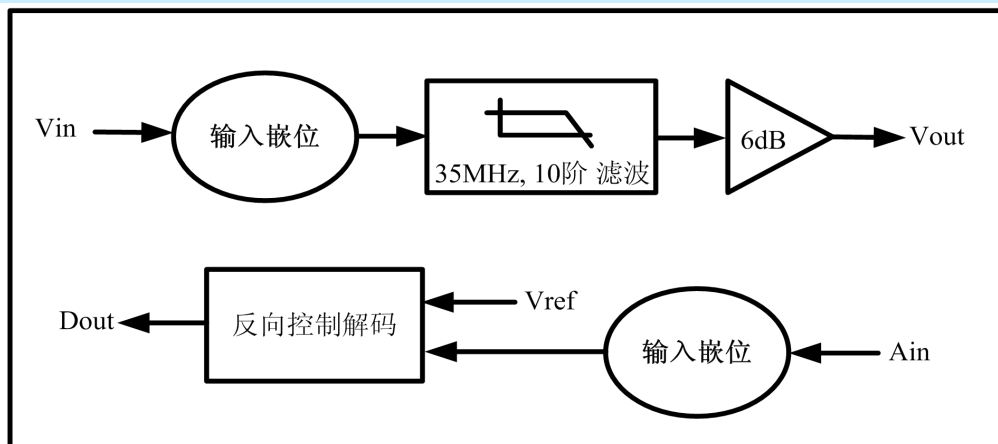 Vin
输入嵌位
35MHz, 10阶 滤波
6dB
Vout
Dout
反向控制解码
Vref
输入嵌位
Ain